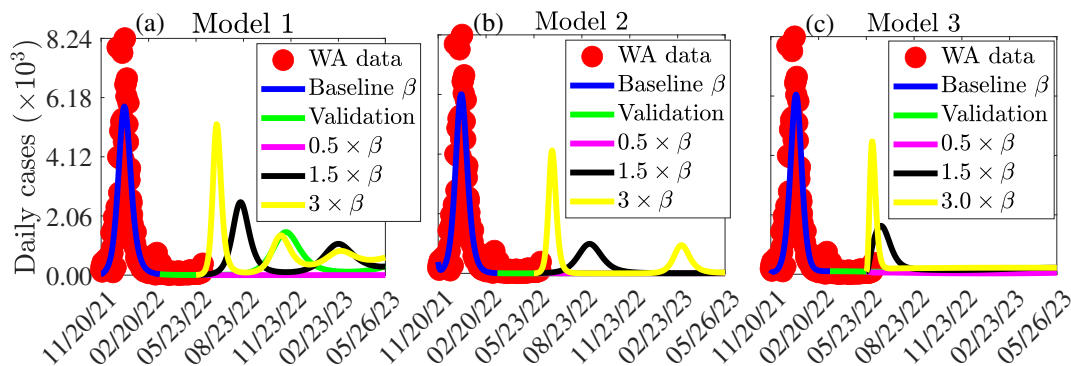 (a) Model 1
Daily cases (×10³)
8.24
6.18
4.12
2.06
0.00
WA data
Baseline β
Validation
0.5 × β
1.5 × β
3 × β
11/20/21
02/20/22
05/23/22
08/23/22
11/23/22
02/23/23
05/26/23
(b) Model 2
WA data
Baseline β
Validation
0.5 × β
1.5 × β
3 × β
11/20/21
02/20/22
05/23/22
08/23/22
11/23/22
02/23/23
05/26/23
(c) Model 3
WA data
Baseline β
Validation
0.5 × β
1.5 × β
3.0 × β
11/20/21
02/20/22
05/23/22
08/23/22
11/23/22
02/23/23
05/26/23